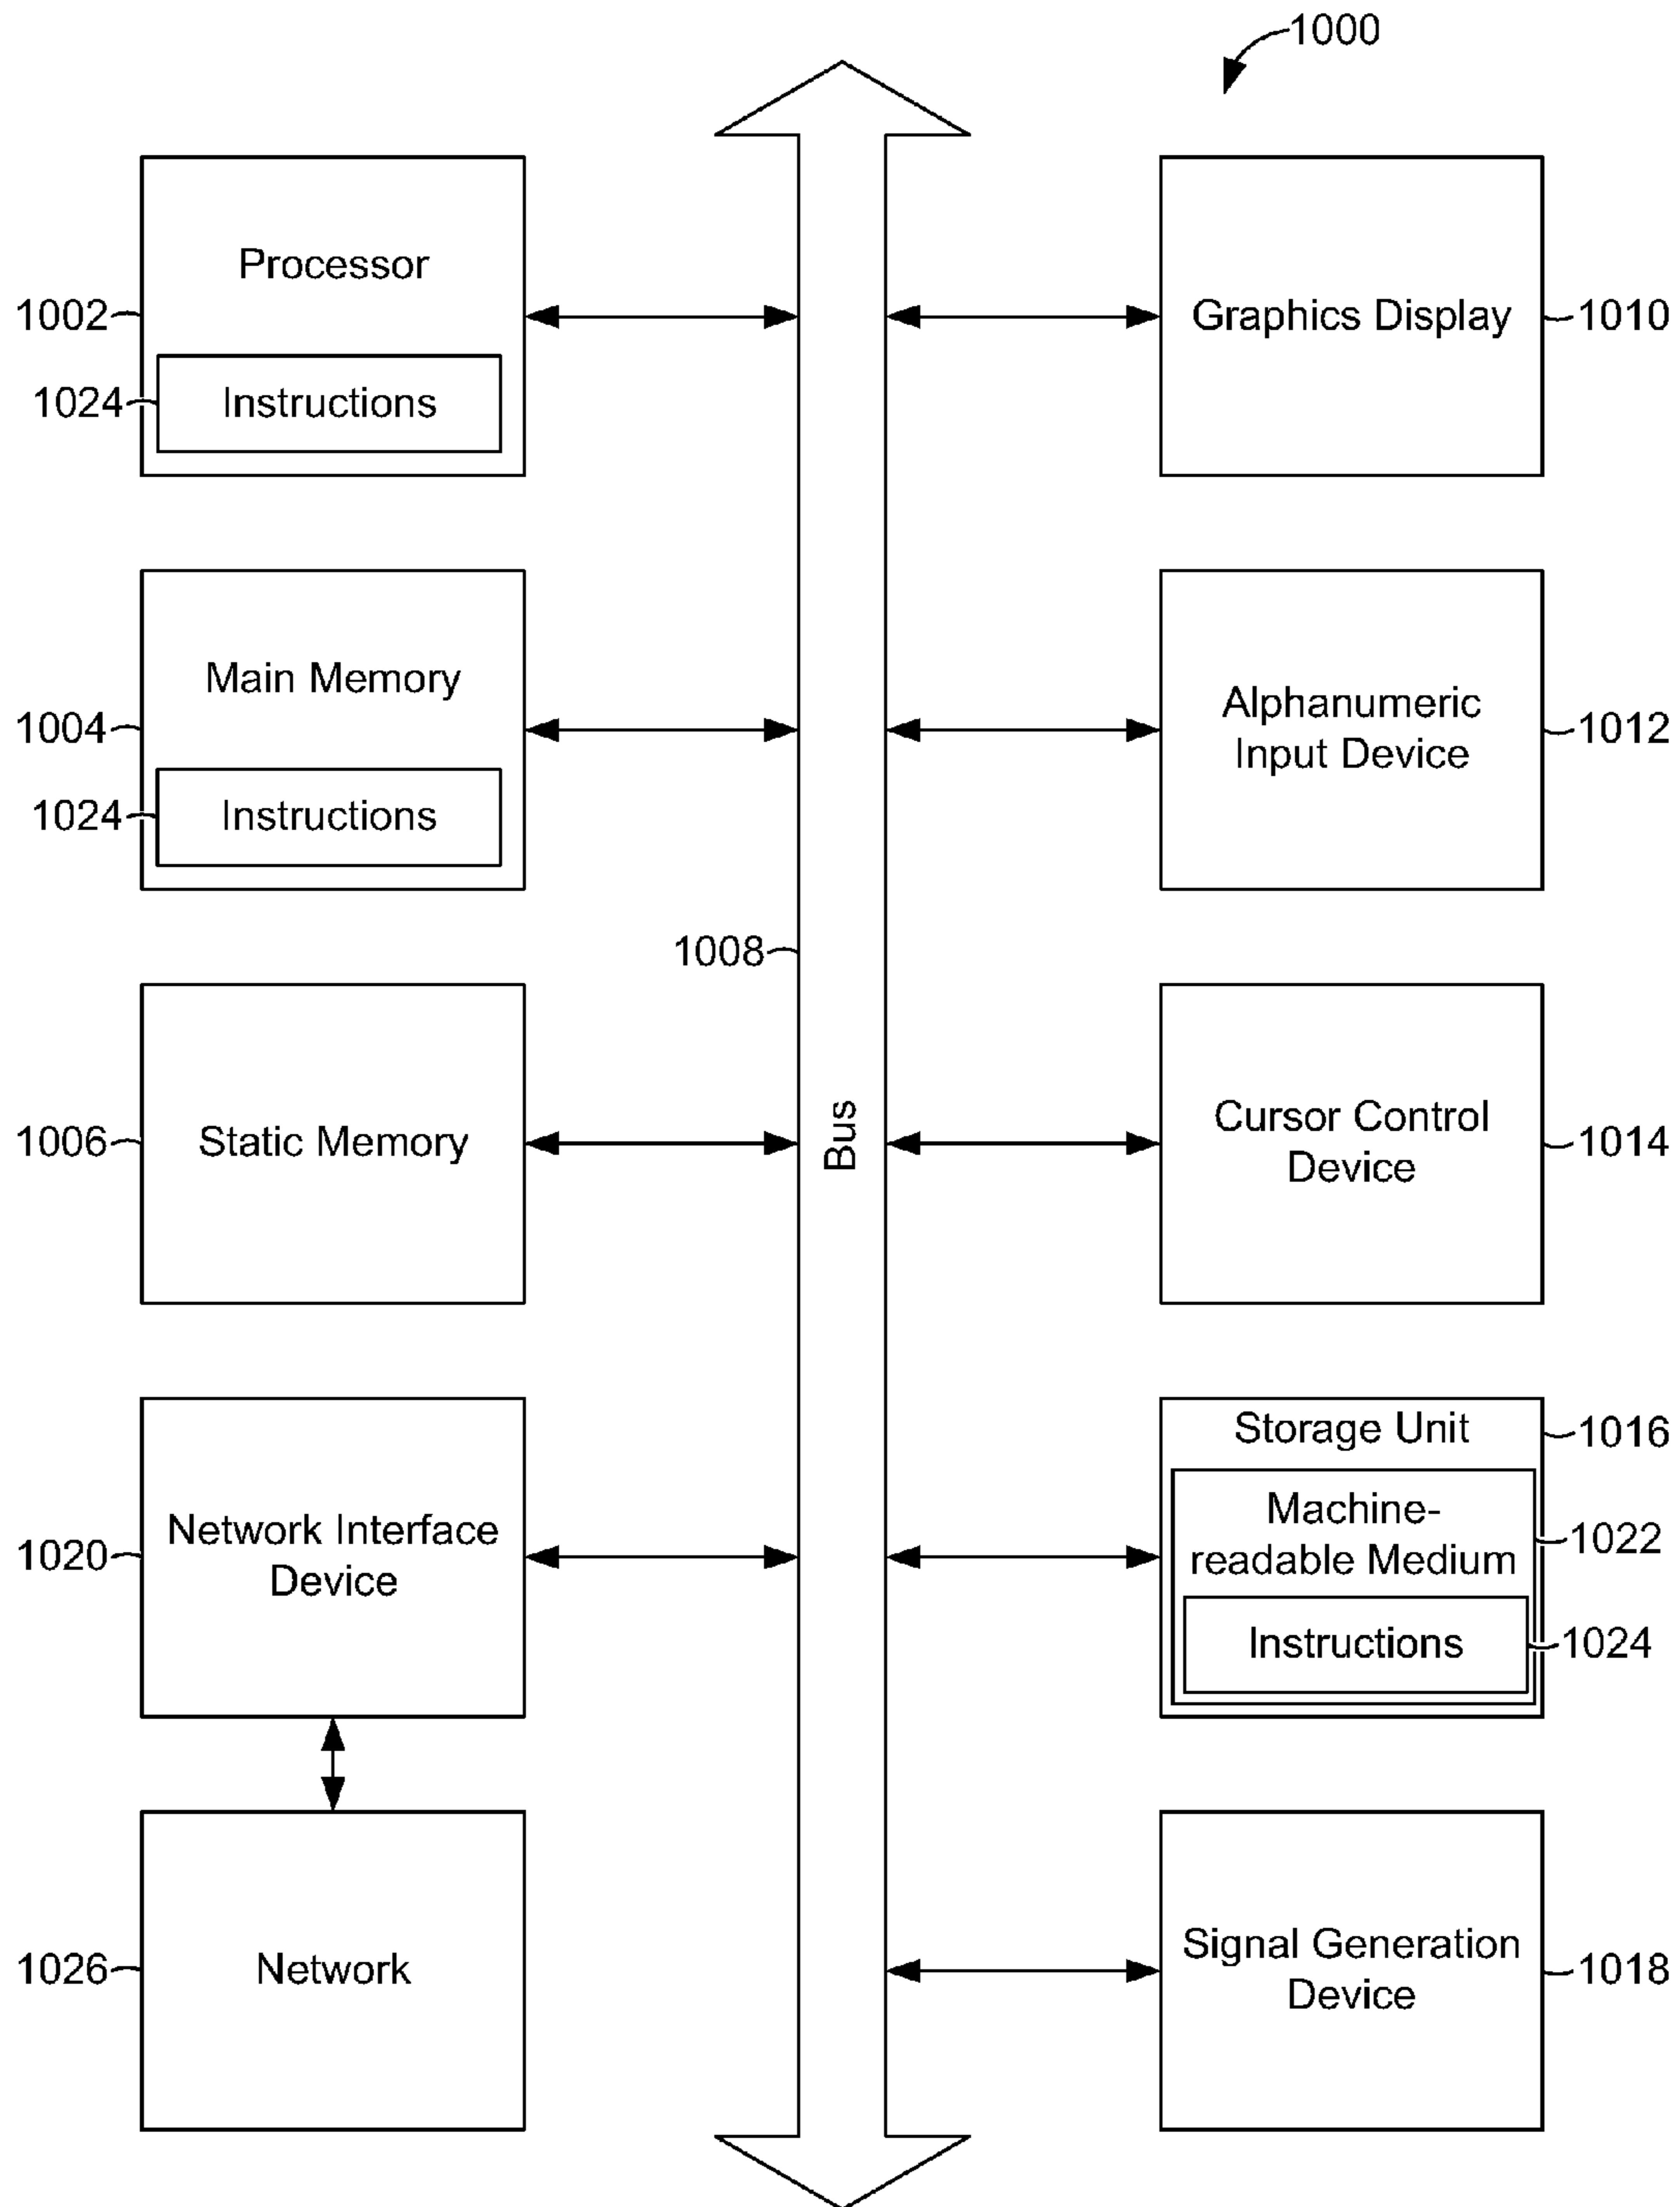 1000
Processor
1002
1024
Instructions
Graphics Display
1010
Main Memory
1004
1024
Instructions
Alphanumeric
Input Device
1012
1008
Bus
Static Memory
1006
Cursor Control
Device
1014
Network Interface
Device
1020
Storage Unit
1016
Machine-
readable Medium
1022
Instructions
1024
Network
1026
Signal Generation
Device
1018